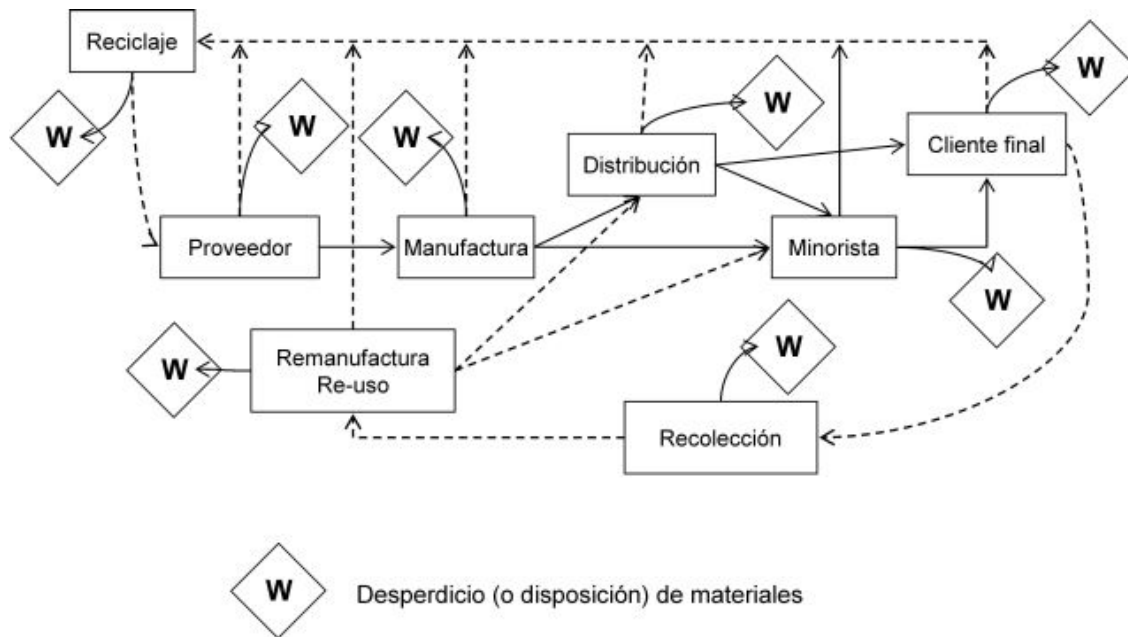 Reciclaje
W
W
W
W
W
Distribución
Cliente final
Proveedor
Manufactura
Minorista
W
W
W
Remanufactura
Re-uso
Recolección
W
Desperdicio (o disposición) de materiales